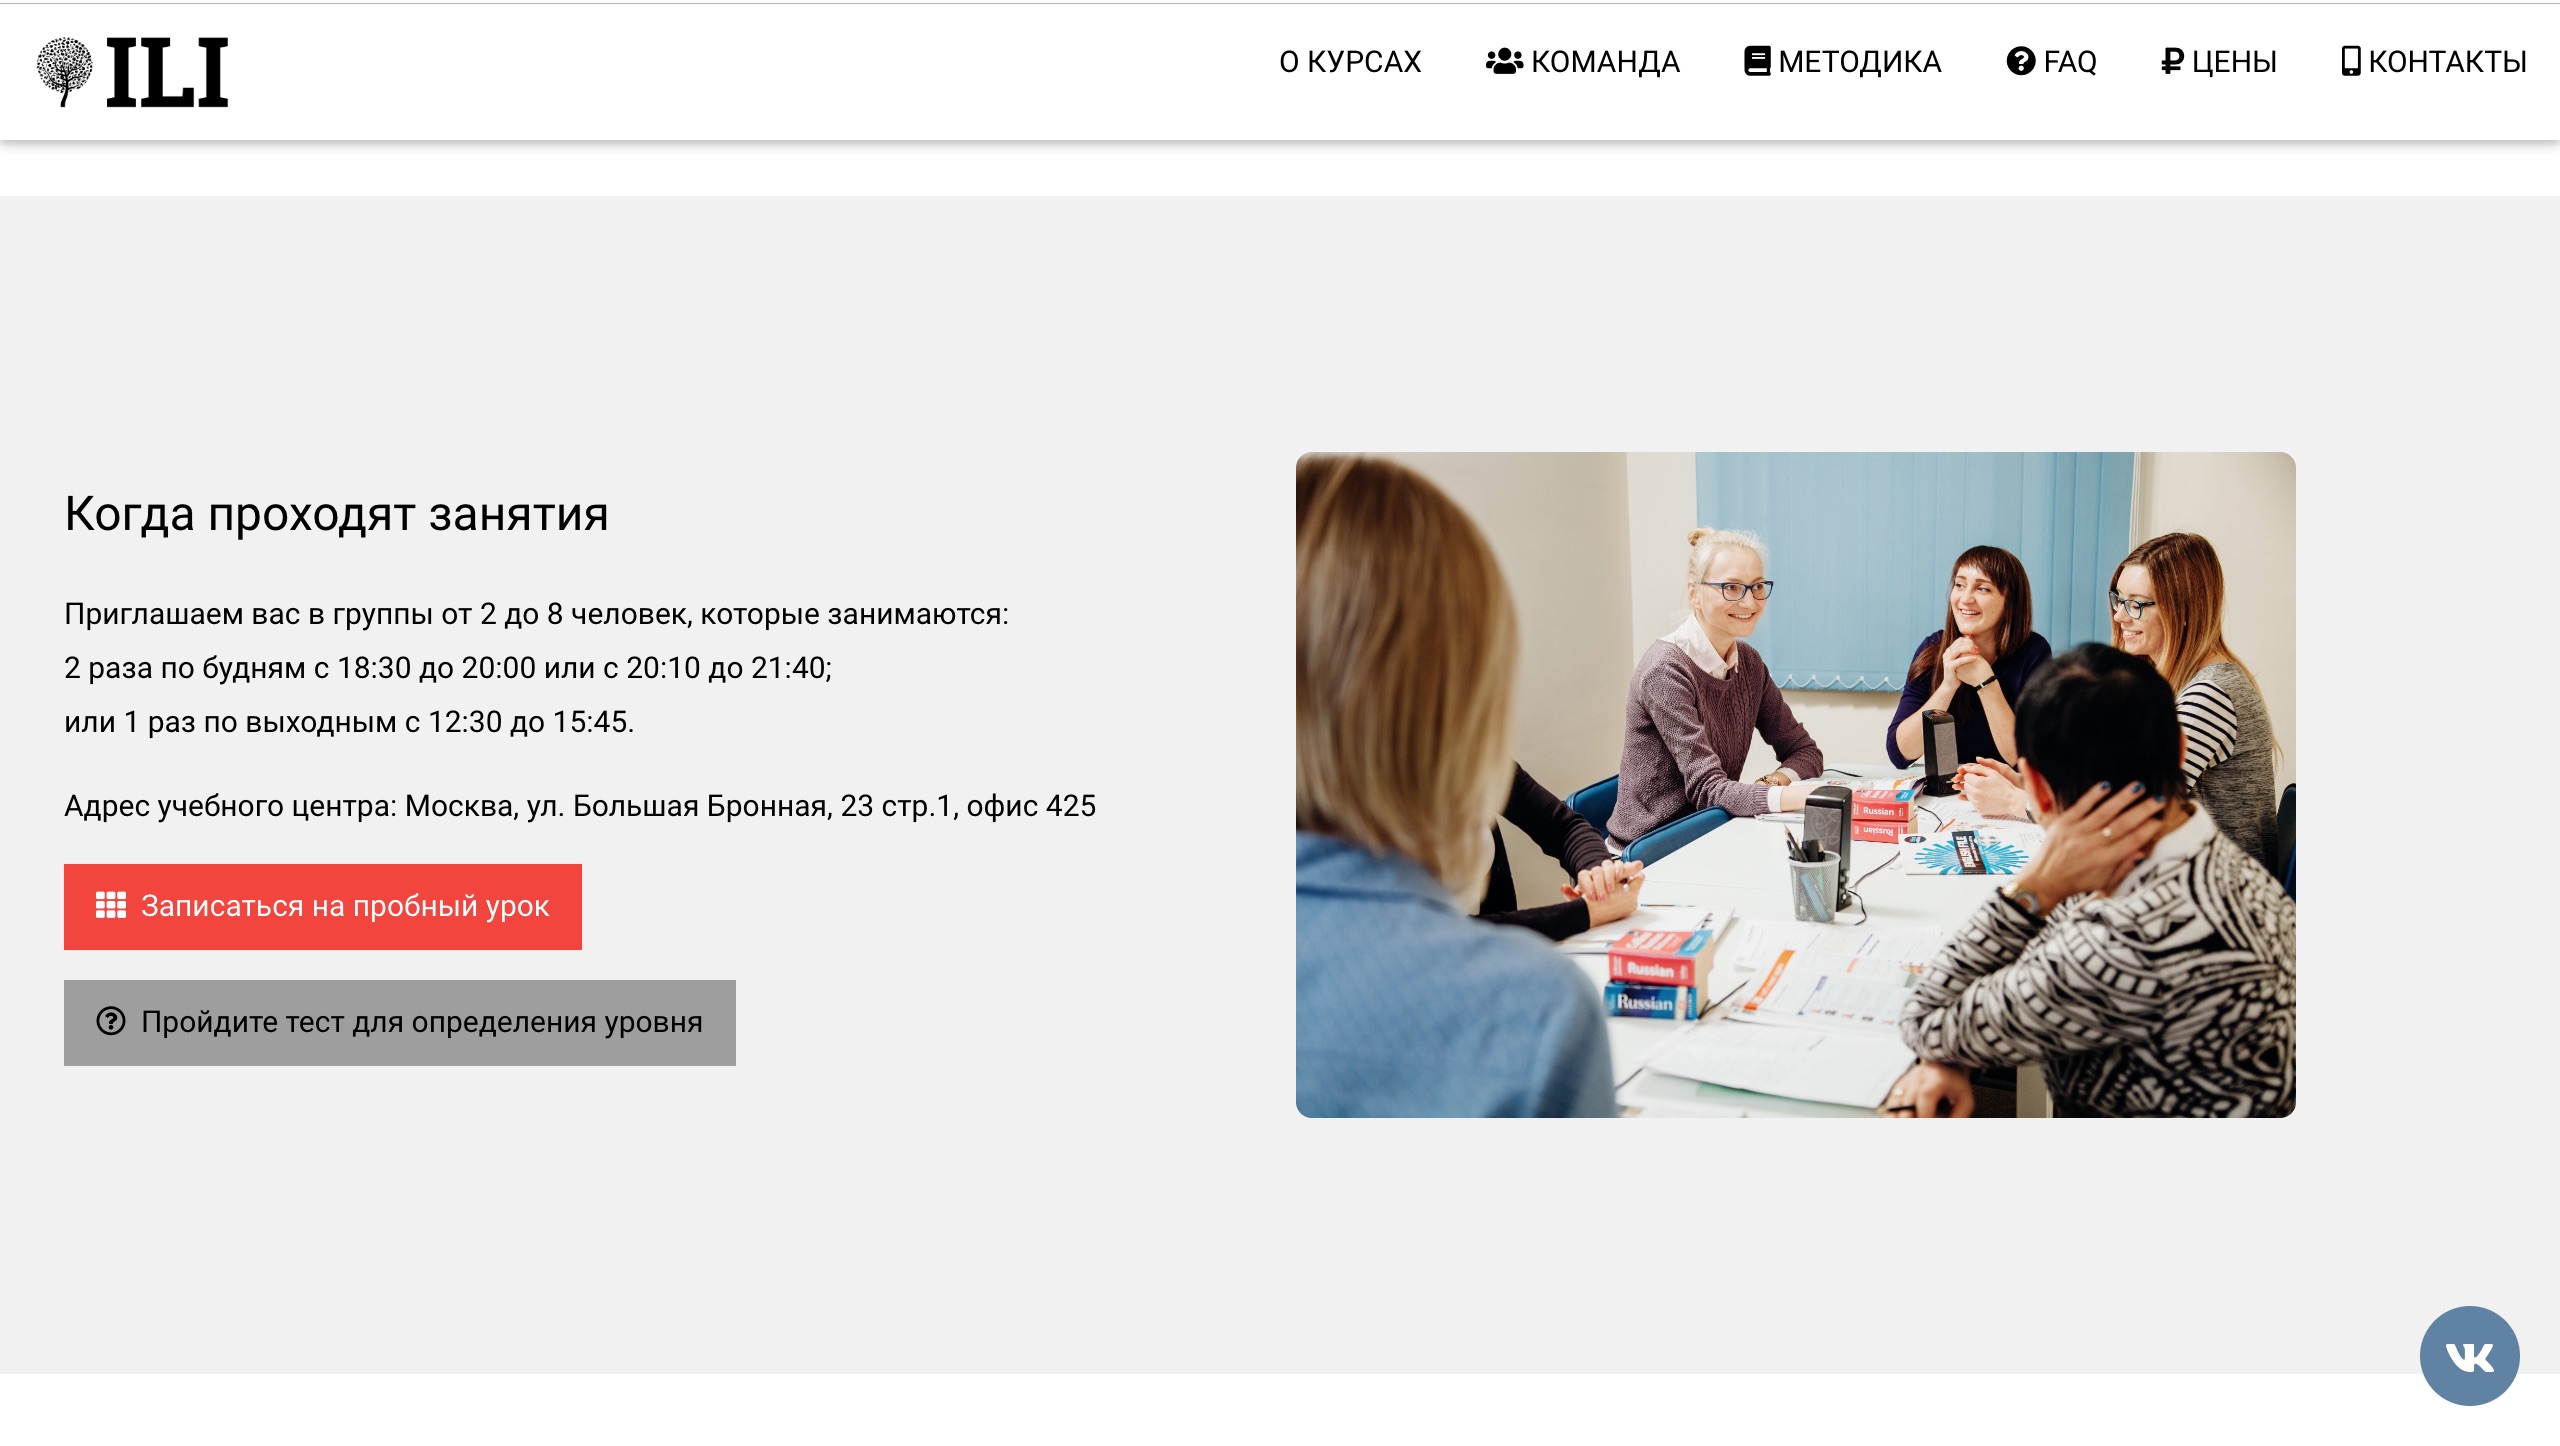 ILI
О КУРСАХ
КОМАНДА
МЕТОДИКА
FAQ
ЦЕНЫ
КОНТАКТЫ
Когда проходят занятия
Приглашаем вас в группы от 2 до 8 человек, которые занимаются:
2 раза по будням с 18:30 до 20:00 или с 20:10 до 21:40;
или 1 раз по выходным с 12:30 до 15:45.
Адрес учебного центра: Москва, ул. Большая Бронная, 23 стр.1, офис 425
Записаться на пробный урок
Пройдите тест для определения уровня
Russian
Russian
Russian
Russian
ENGLISH FILE